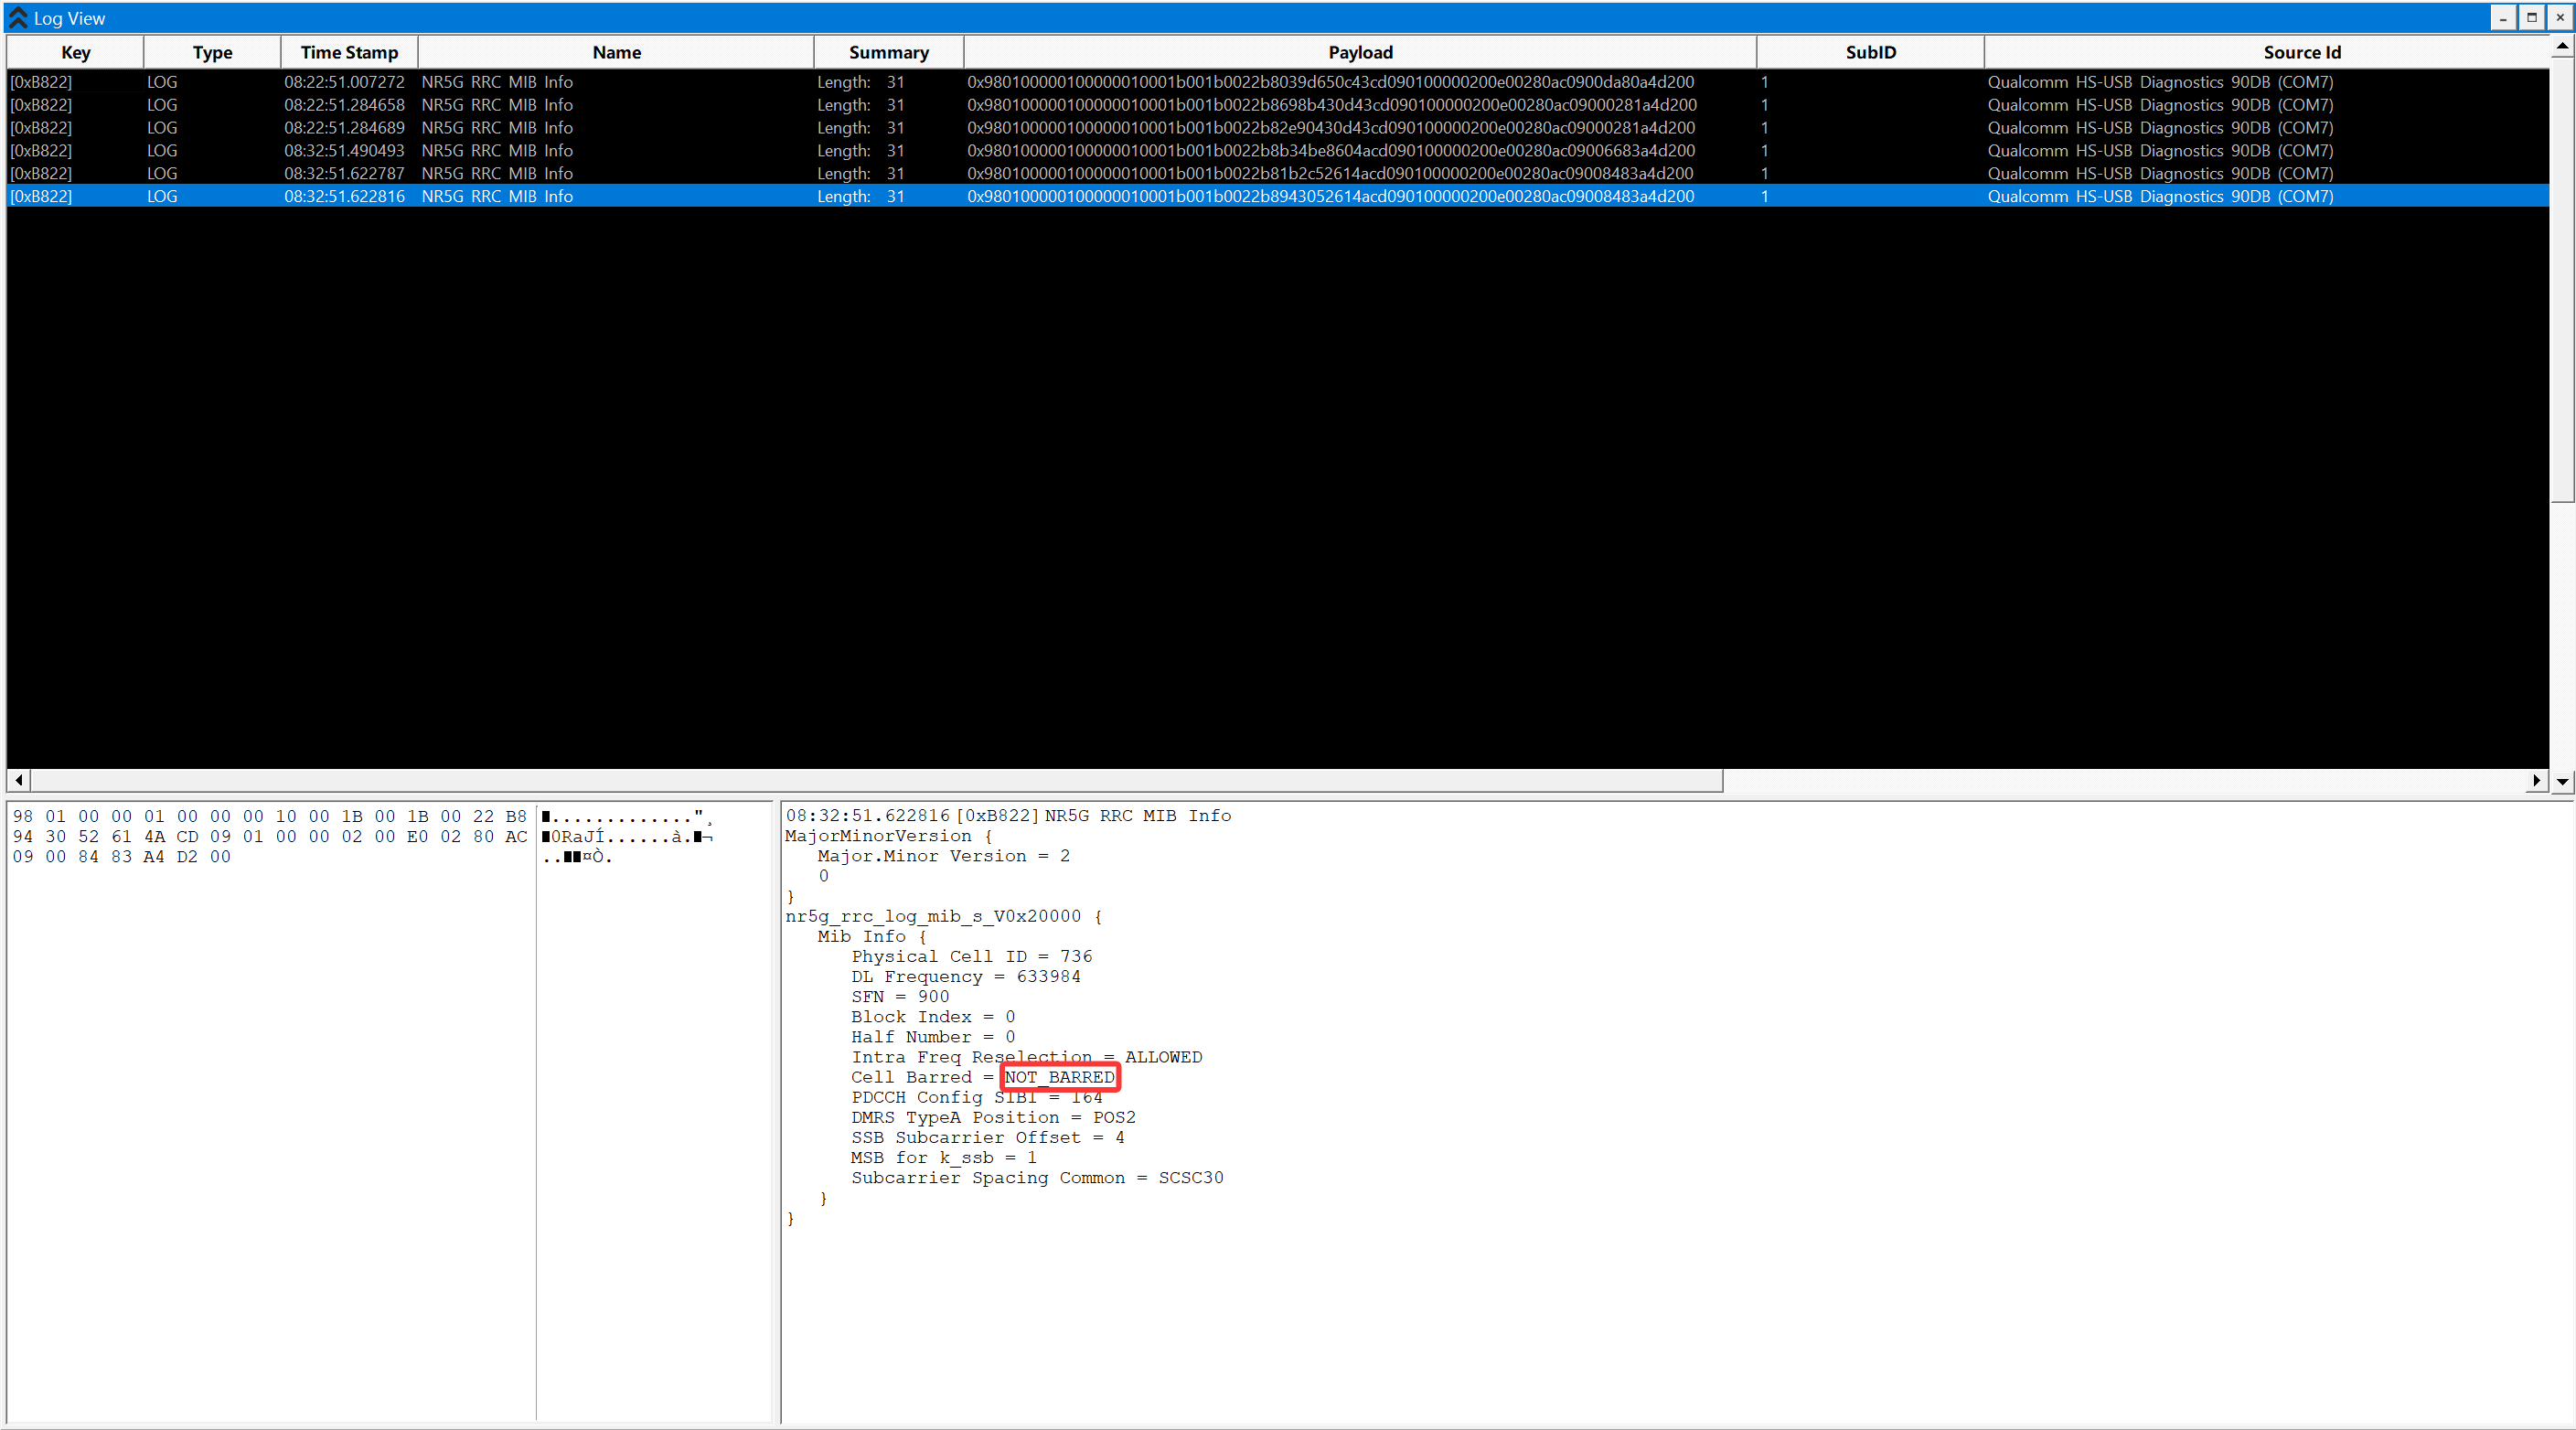 Log View
Key Type Time Stamp Name Summary Payload SubID Source Id
[0xB822] LOG 08:22:51.007272 NR5G RRC MIB Info Length: 31 0x980100000100000010001b001b0022b8039d650c43cd090100000200e00280ac0900da80a4d200 1 Qualcomm HS-USB Diagnostics 90DB (COM7)
[0xB822] LOG 08:22:51.284658 NR5G RRC MIB Info Length: 31 0x980100000100000010001b001b0022b8698b430d43cd090100000200e00280ac09000281a4d200 1 Qualcomm HS-USB Diagnostics 90DB (COM7)
[0xB822] LOG 08:22:51.284689 NR5G RRC MIB Info Length: 31 0x980100000100000010001b001b0022b82e90430d43cd090100000200e00280ac09000281a4d200 1 Qualcomm HS-USB Diagnostics 90DB (COM7)
[0xB822] LOG 08:32:51.490493 NR5G RRC MIB Info Length: 31 0x980100000100000010001b001b0022b8b34be8604acd090100000200e00280ac09006683a4d200 1 Qualcomm HS-USB Diagnostics 90DB (COM7)
[0xB822] LOG 08:32:51.622787 NR5G RRC MIB Info Length: 31 0x980100000100000010001b001b0022b81b2c52614acd090100000200e00280ac09008483a4d200 1 Qualcomm HS-USB Diagnostics 90DB (COM7)
[0xB822] LOG 08:32:51.622816 NR5G RRC MIB Info Length: 31 0x980100000100000010001b001b0022b8943052614acd090100000200e00280ac09008483a4d200 1 Qualcomm HS-USB Diagnostics 90DB (COM7)
98 01 00 00 01 00 00 00 10 00 1B 00 1B 00 22 B8 ∎............."¸
94 30 52 61 4A CD 09 01 00 00 02 00 E0 02 80 AC ∎0RaJÍ......à.∎¬
09 00 84 83 A4 D2 00 ..∎∎¤Ò.
08:32:51.622816 [0xB822] NR5G RRC MIB Info
MajorMinorVersion {
Major.Minor Version = 2
0
}
nr5g_rrc_log_mib_s_V0x20000 {
Mib Info {
Physical Cell ID = 736
DL Frequency = 633984
SFN = 900
Block Index = 0
Half Number = 0
Intra Freq Reselection = ALLOWED
Cell Barred = NOT_BARRED
PDCCH Config SIB1 = 164
DMRS TypeA Position = POS2
SSB Subcarrier Offset = 4
MSB for k_ssb = 1
Subcarrier Spacing Common = SCSC30
}
}